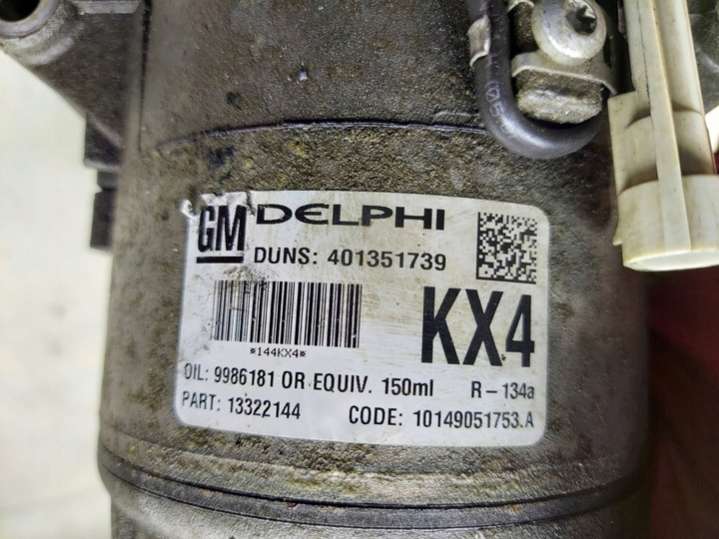 GM DELPHI
DUNS: 401351739
*144KX4*
KX4
OIL: 9986181 OR EQUIV. 150ml R-134a
PART: 13322144 CODE: 10149051753.A